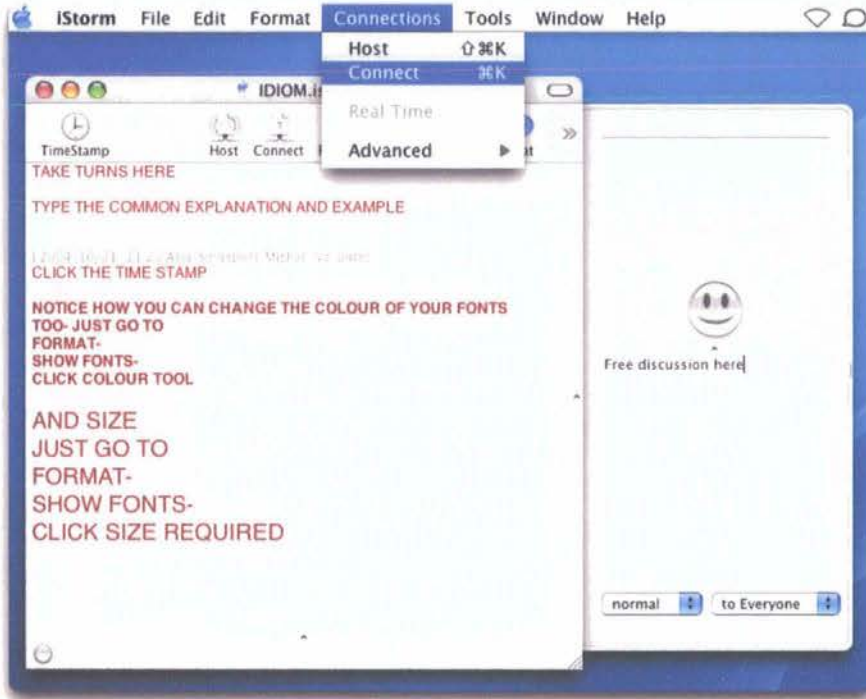 iStorm File Edit Format Connections Tools Window Help
Host ⇧⌘K
Connect ⌘K
Real Time
Advanced
IDIOM.is
TimeStamp Host Connect
TAKE TURNS HERE
TYPE THE COMMON EXPLANATION AND EXAMPLE
CLICK THE TIME STAMP
NOTICE HOW YOU CAN CHANGE THE COLOUR OF YOUR FONTS
TOO- JUST GO TO
FORMAT-
SHOW FONTS-
CLICK COLOUR TOOL
AND SIZE
JUST GO TO
FORMAT-
SHOW FONTS-
CLICK SIZE REQUIRED
Free discussion here
normal to Everyone